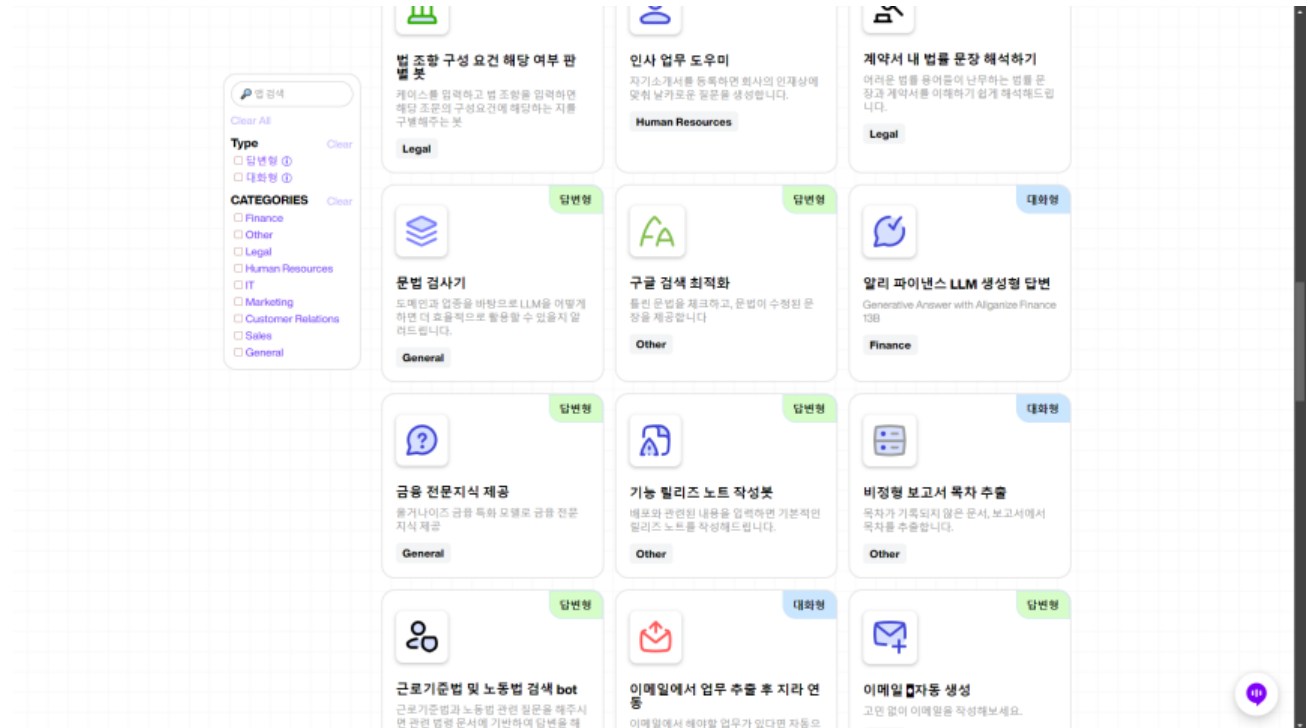 앱 검색
Clear All
Type
Clear
답변형
대화형
CATEGORIES
Clear
Finance
Other
Legal
Human Resources
IT
Marketing
Customer Relations
Sales
General
법 조항 구성 요건 해당 여부 판
별 봇
케이스를 입력하고 법 조항을 입력하면
해당 조문의 구성요건에 해당하는 지를
구별해주는 봇
Legal
인사 업무 도우미
자기소개서를 등록하면 회사의 인재상에
맞춰 날카로운 질문을 생성합니다.
Human Resources
계약서 내 법률 문장 해석하기
어려운 법률 용어들이 난무하는 법률 문
장과 계약서를 이해하기 쉽게 해석해드립
니다.
Legal
답변형
문법 검사기
도메인과 업종을 바탕으로 LLM을 어떻게
하면 더 효율적으로 활용할 수 있을지 알
려드립니다.
General
답변형
구글 검색 최적화
틀린 문법을 체크하고, 문법이 수정된 문
장을 제공합니다
Other
대화형
알리 파이낸스 LLM 생성형 답변
Generative Answer with Allganize Finance
13B
Finance
답변형
금융 전문지식 제공
올거나이즈 금융 특화 모델로 금융 전문
지식 제공
General
답변형
기능 릴리즈 노트 작성봇
배포와 관련된 내용을 입력하면 기본적인
릴리즈 노트를 작성해드립니다.
Other
대화형
비정형 보고서 목차 추출
목차가 기록되지 않은 문서, 보고서에서
목차를 추출합니다.
Other
답변형
근로기준법 및 노동법 검색 bot
근로기준법과 노동법 관련 질문을 해주시
면 관련 법령 문서에 기반하여 답변을 해
대화형
이메일에서 업무 추출 후 지라 연
동
이메일에서 해야할 업무가 있다면 자동으
답변형
이메일 자동 생성
고민 없이 이메일을 작성해보세요.